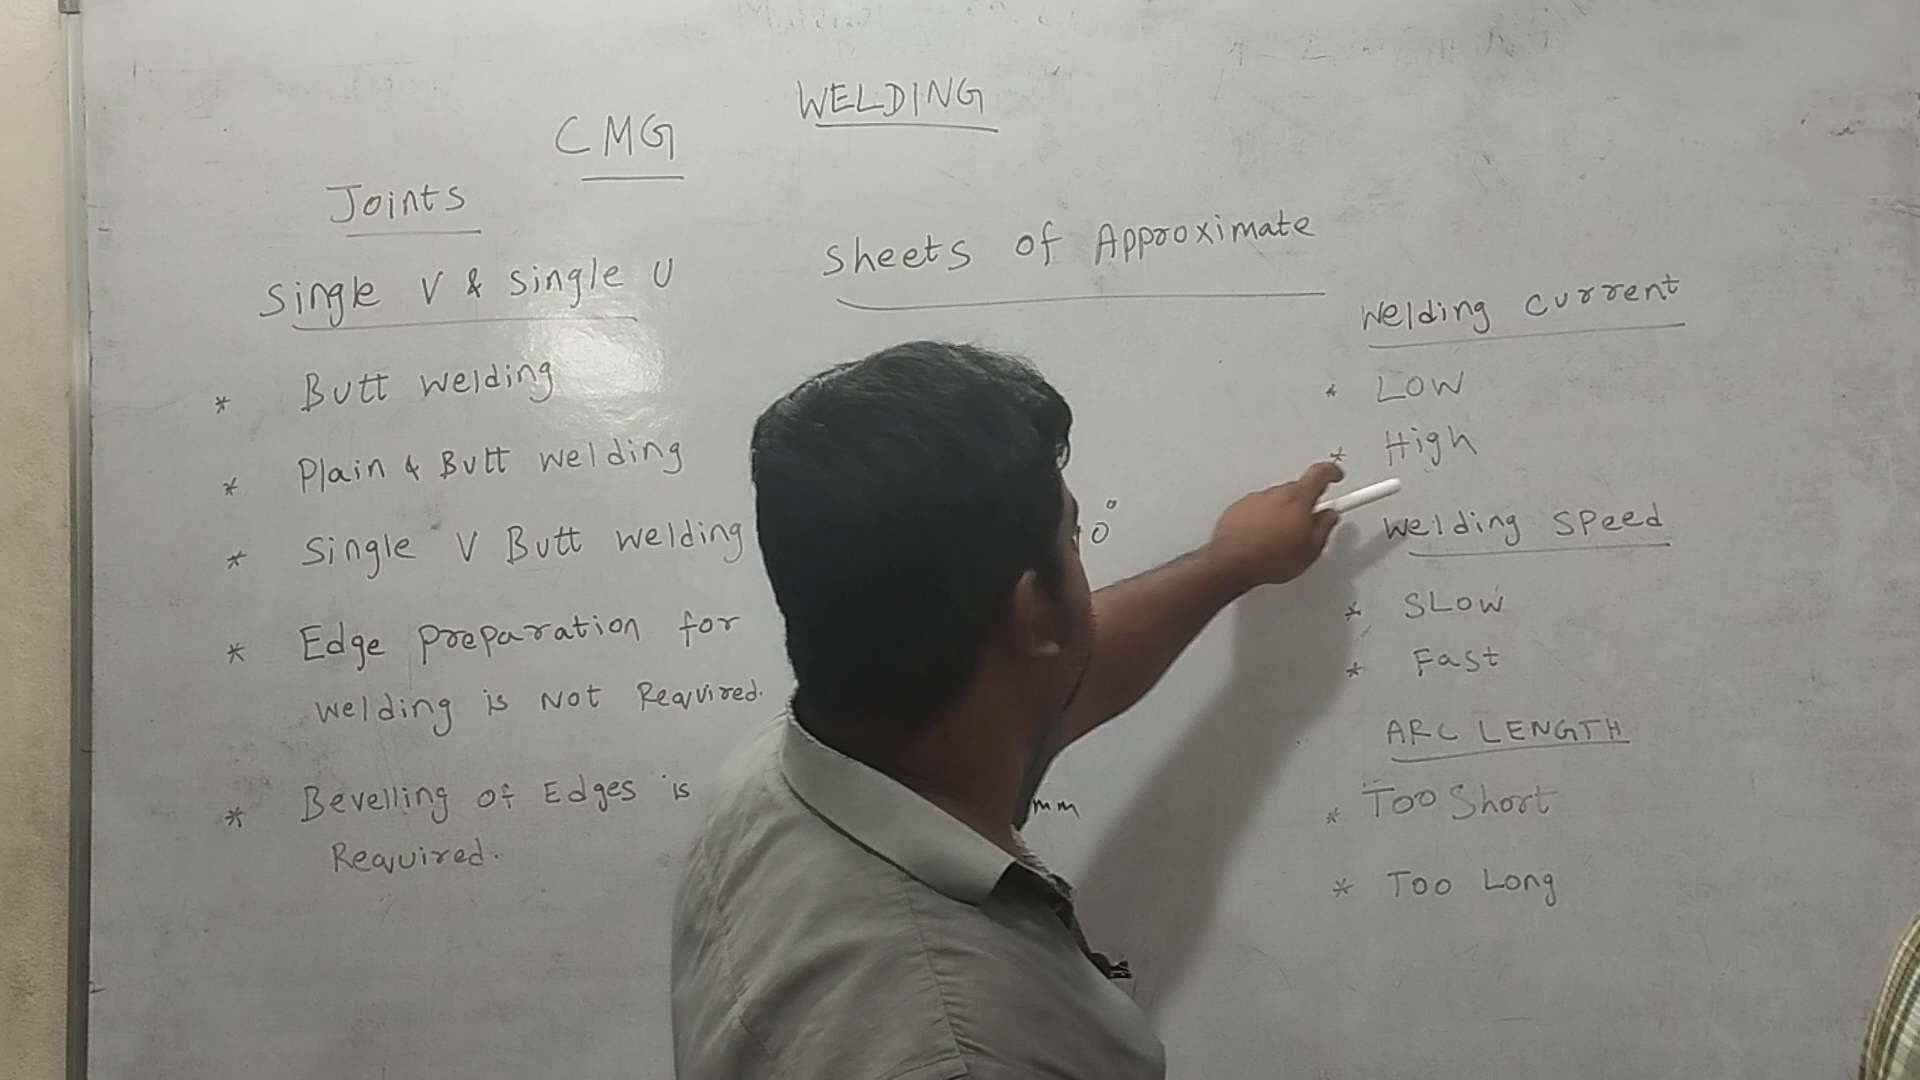 WELDING
CMG
Joints
Single V & Single U
* Butt welding
* Plain & Butt welding
* Single V Butt welding
* Edge preparation for
welding is Not Required.
* Bevelling of Edges is
Required.
Sheets of Approximate
0°
mm
Welding current
* LOW
* High
Welding Speed
* SLOW
* Fast
ARC LENGTH
* Too Short
* Too Long